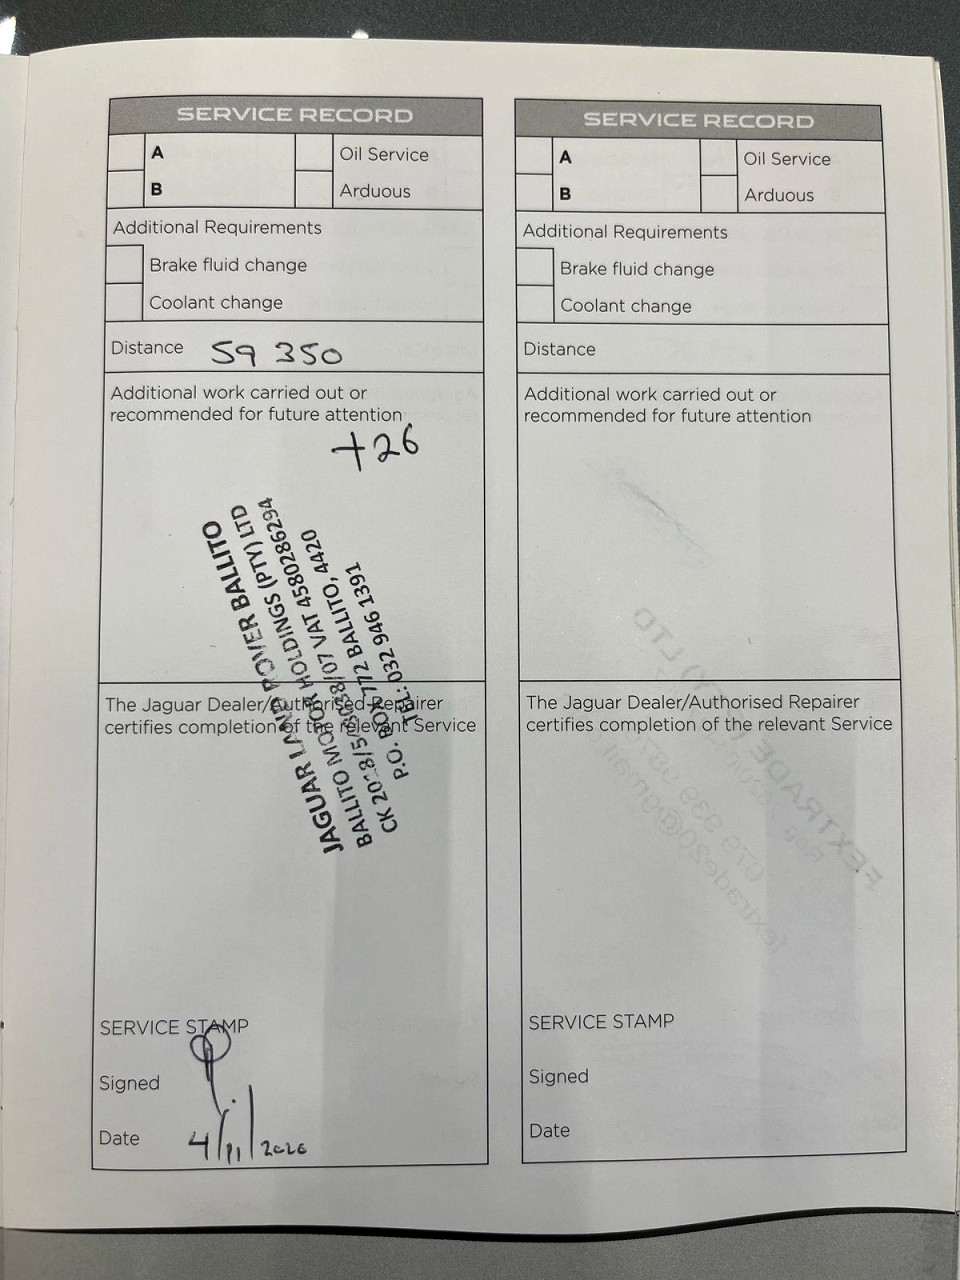 SERVICE RECORD
A
Oil Service
B
Arduous
Additional Requirements
Brake fluid change
Coolant change
Distance 59 350
Additional work carried out or
recommended for future attention
+26
JAGUAR LAND ROVER BALLITO
BALLITO MOTOR HOLDINGS (PTY) LTD
VAT 4580286294
P.O. BOX 772 BALLITO, 4420
TEL: 032 946 1391
The Jaguar Dealer/Authorised Repairer
certifies completion of the relevant Service
SERVICE STAMP
Signed
Date 4/11/2020
SERVICE RECORD
A
Oil Service
B
Arduous
Additional Requirements
Brake fluid change
Coolant change
Distance
Additional work carried out or
recommended for future attention
The Jaguar Dealer/Authorised Repairer
certifies completion of the relevant Service
SERVICE STAMP
Signed
Date